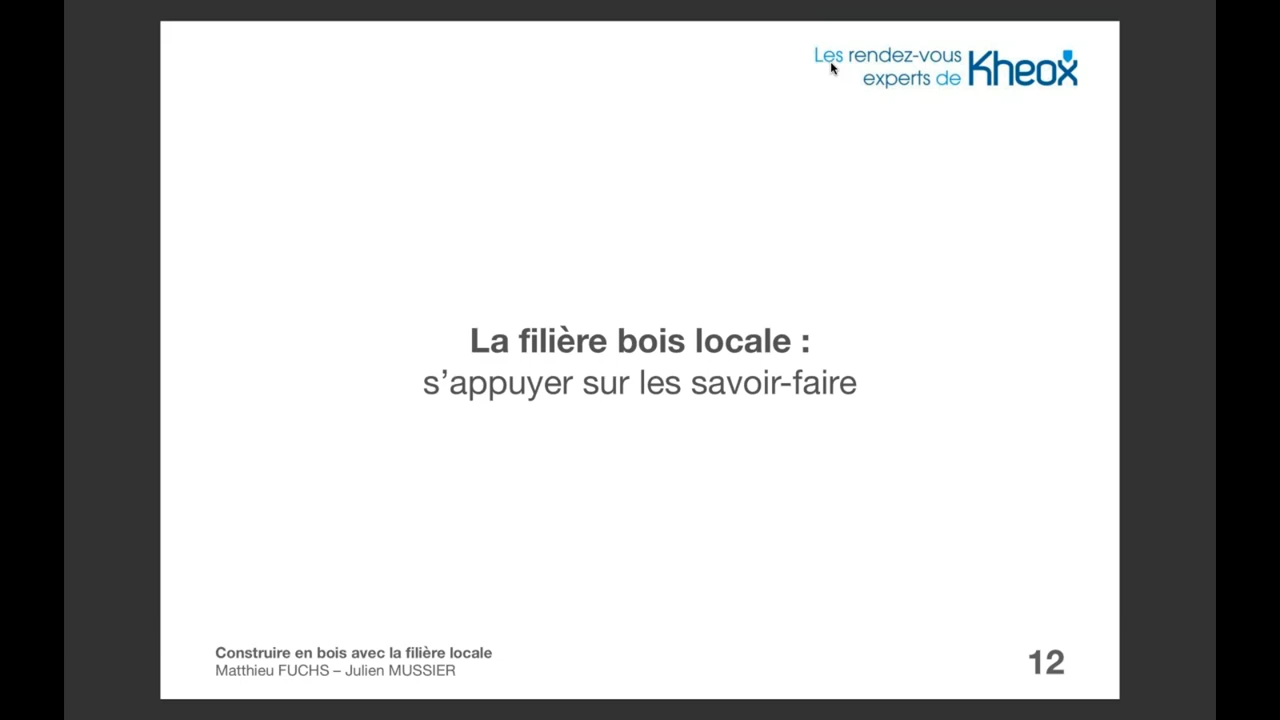 Les rendez-vous
experts de Kheox
La filière bois locale :
s’appuyer sur les savoir-faire
Construire en bois avec la filière locale
Matthieu FUCHS – Julien MUSSIER
12